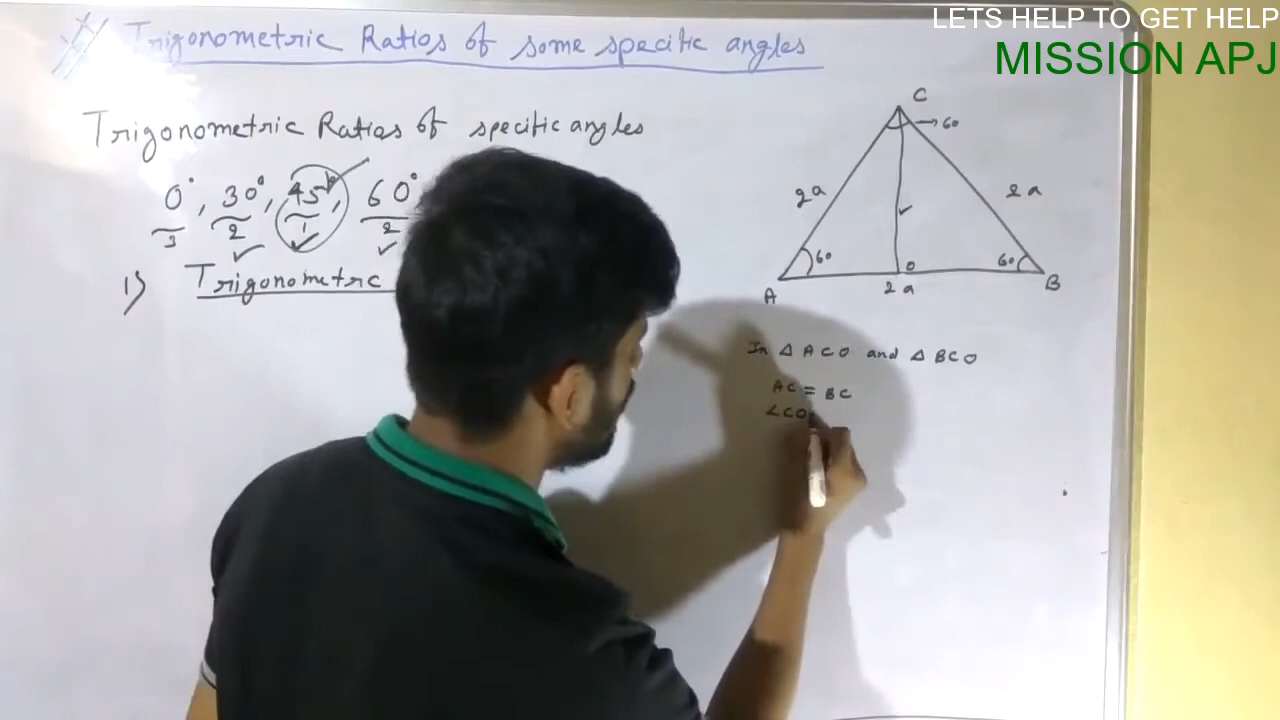 LETS HELP TO GET HELP
MISSION APJ
Trigonometric Ratios of some specific angles
Trigonometric Ratios of specific angles
0°, 30°, 45°, 60°
3 2 1 2
1) Trigonometric
C
→60
2a 2a
60 O 60
A 2a B
In △ ACO and △ BCO
AC = BC
∠CO